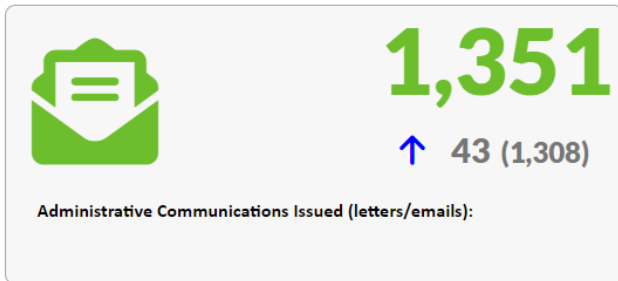 1,351
↑ 43 (1,308)
Administrative Communications Issued (letters/emails):